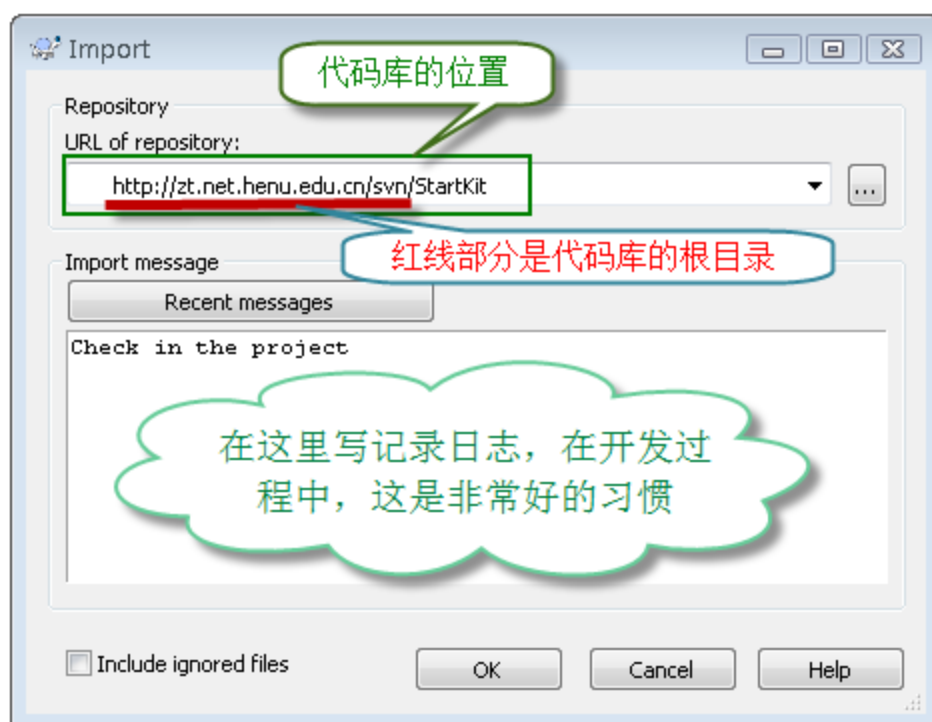 Import
代码库的位置
Repository
URL of repository:
http://zt.net.henu.edu.cn/svn/StartKit
...
红线部分是代码库的根目录
Import message
Recent messages
Check in the project
在这里写记录日志，在开发过
程中，这是非常好的习惯
Include ignored files
OK
Cancel
Help